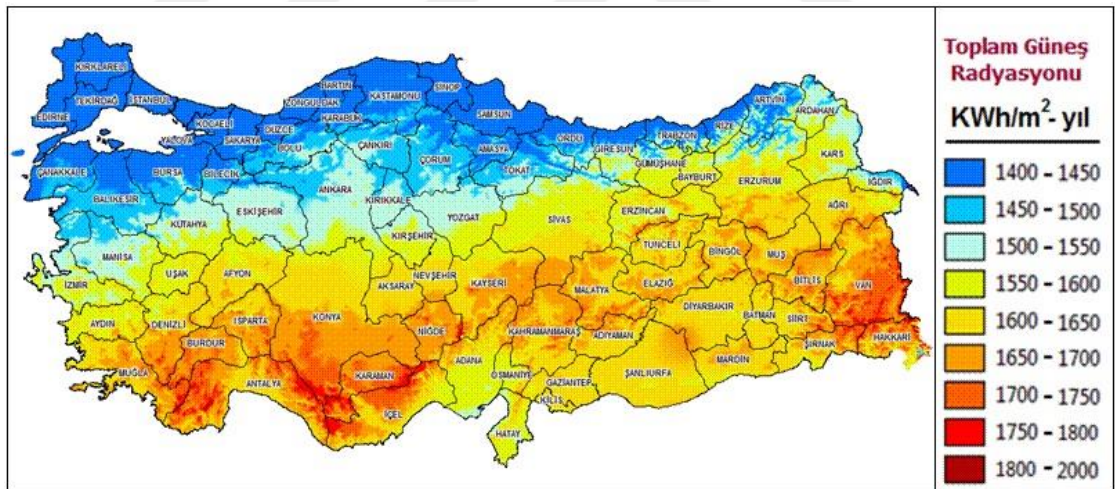 KIRKLARELİ
TEKİRDAĞ
İSTANBUL
EDİRNE
KOCAELİ
YALOVA
SAKARYA
DÜZCE
BOLU
ZONGULDAK
BARTIN
KARABÜK
KASTAMONU
SİNOP
SAMSUN
ÇANKIRI
ÇORUM
AMASYA
TOKAT
ORDU
GİRESUN
TRABZON
RİZE
ARTVİN
ARDAHAN
GÜMÜŞHANE
BAYBURT
KARS
ERZURUM
IĞDIR
AĞRI
ÇANAKKALE
BURSA
BİLECİK
BALIKESİR
KÜTAHYA
ESKİŞEHİR
ANKARA
KIRIKKALE
YOZGAT
KIRŞEHİR
SİVAS
ERZİNCAN
TUNCELİ
BİNGÖL
MUŞ
BİTLİS
VAN
MANİSA
İZMİR
UŞAK
AFYON
AKSARAY
NEVŞEHİR
KAYSERİ
MALATYA
ELAZIĞ
DİYARBAKIR
BATMAN
SİİRT
AYDIN
DENİZLİ
ISPARTA
BURDUR
KONYA
NİĞDE
KAHRAMANMARAŞ
ADIYAMAN
MARDİN
ŞIRNAK
HAKKARİ
MUĞLA
ANTALYA
KARAMAN
İÇEL
ADANA
OSMANİYE
GAZİANTEP
KİLİS
ŞANLIURFA
HATAY
Toplam Güneş
Radyasyonu
KWh/m²- yıl
1400 - 1450
1450 - 1500
1500 - 1550
1550 - 1600
1600 - 1650
1650 - 1700
1700 - 1750
1750 - 1800
1800 - 2000